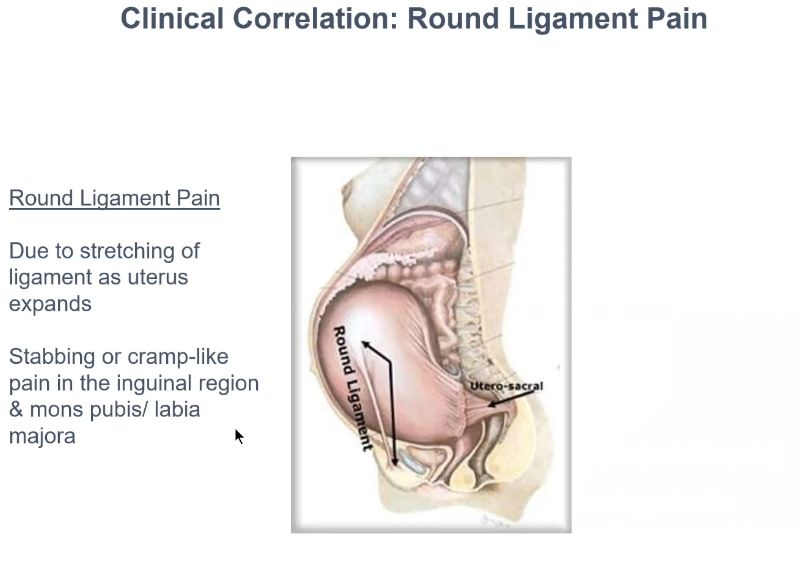 Clinical Correlation: Round Ligament Pain
Round Ligament Pain
Due to stretching of
ligament as uterus
expands
Stabbing or cramp-like
pain in the inguinal region
& mons pubis/ labia
majora
Round Ligament
Utero-sacral